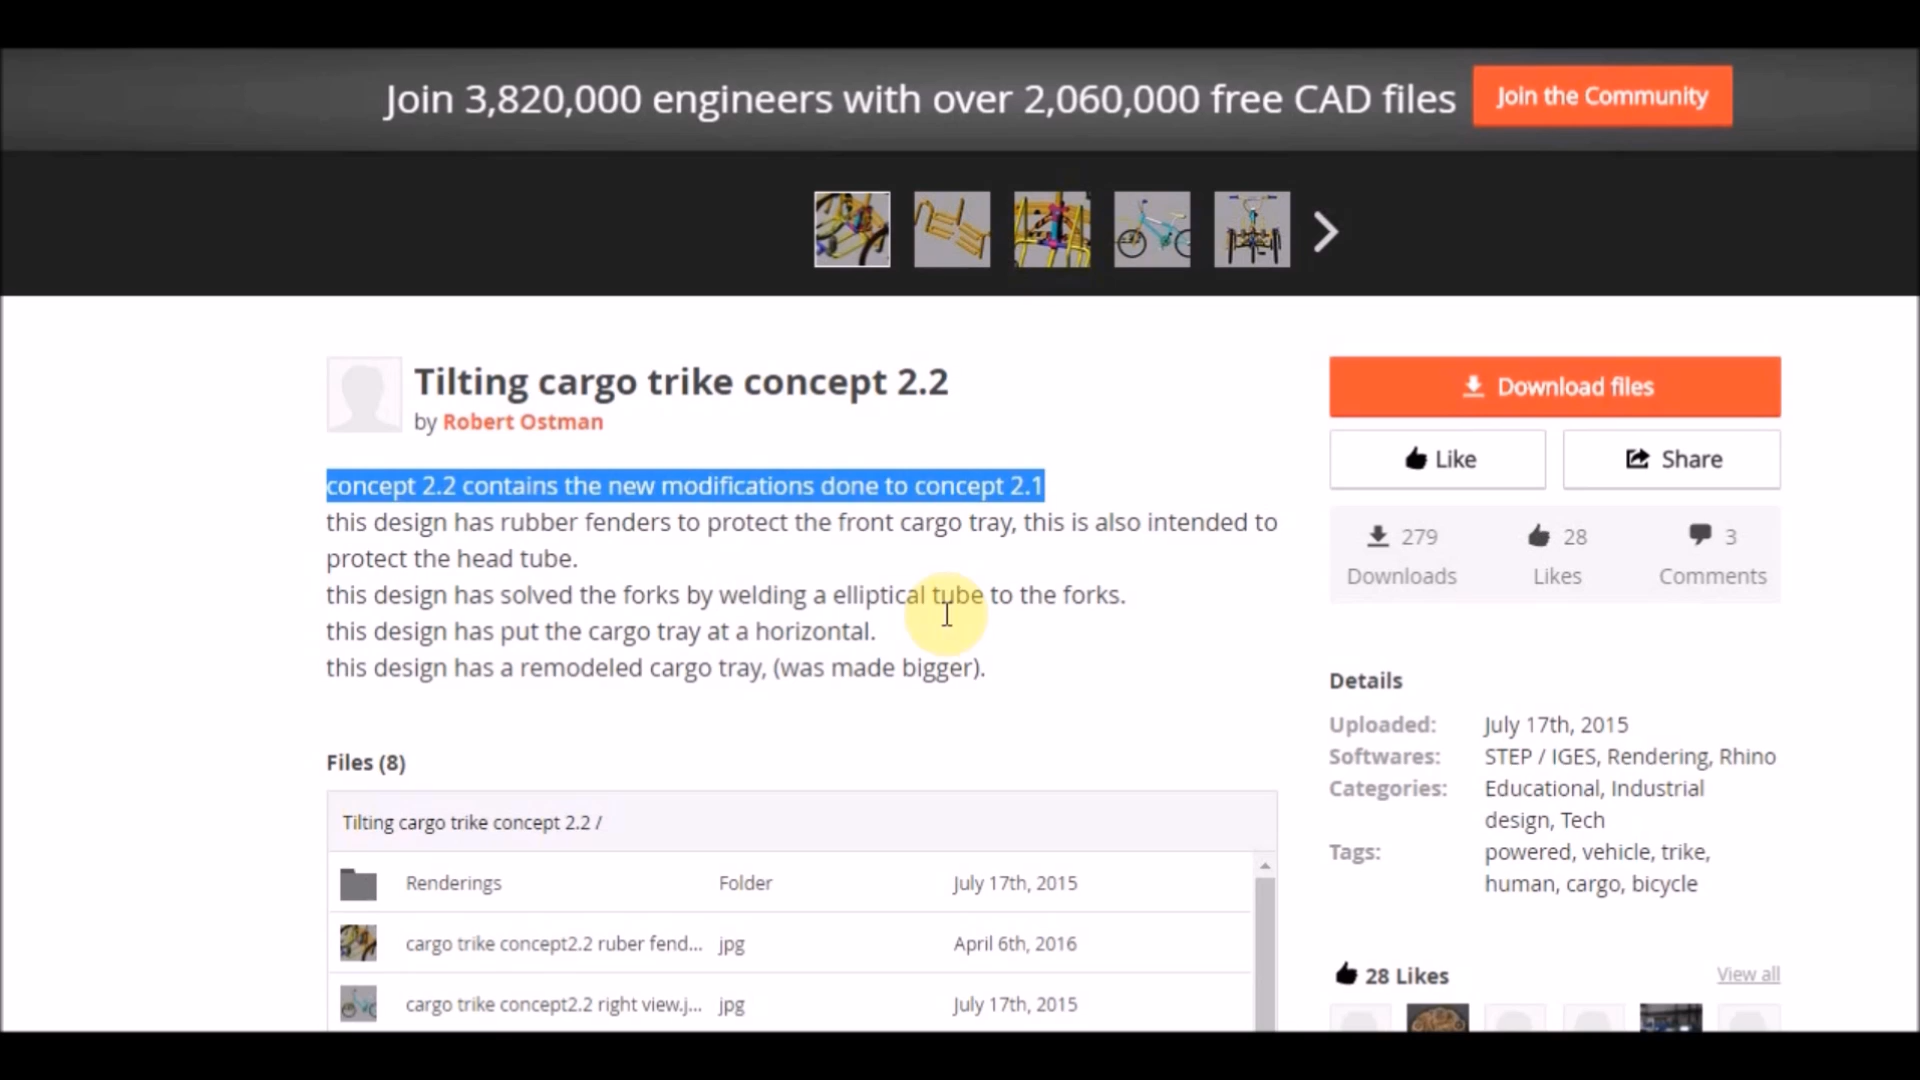 Join 3,820,000 engineers with over 2,060,000 free CAD files
Join the Community
Tilting cargo trike concept 2.2
by Robert Ostman
concept 2.2 contains the new modifications done to concept 2.1
this design has rubber fenders to protect the front cargo tray, this is also intended to
protect the head tube.
this design has solved the forks by welding a elliptical tube to the forks.
this design has put the cargo tray at a horizontal.
this design has a remodeled cargo tray, (was made bigger).
Files (8)
Tilting cargo trike concept 2.2 /
Renderings Folder July 17th, 2015
cargo trike concept2.2 ruber fend... jpg April 6th, 2016
cargo trike concept2.2 right view.j... jpg July 17th, 2015
Download files
Like Share
279 28 3
Downloads Likes Comments
Details
Uploaded: July 17th, 2015
Softwares: STEP / IGES, Rendering, Rhino
Categories: Educational, Industrial
design, Tech
Tags: powered, vehicle, trike,
human, cargo, bicycle
28 Likes View all